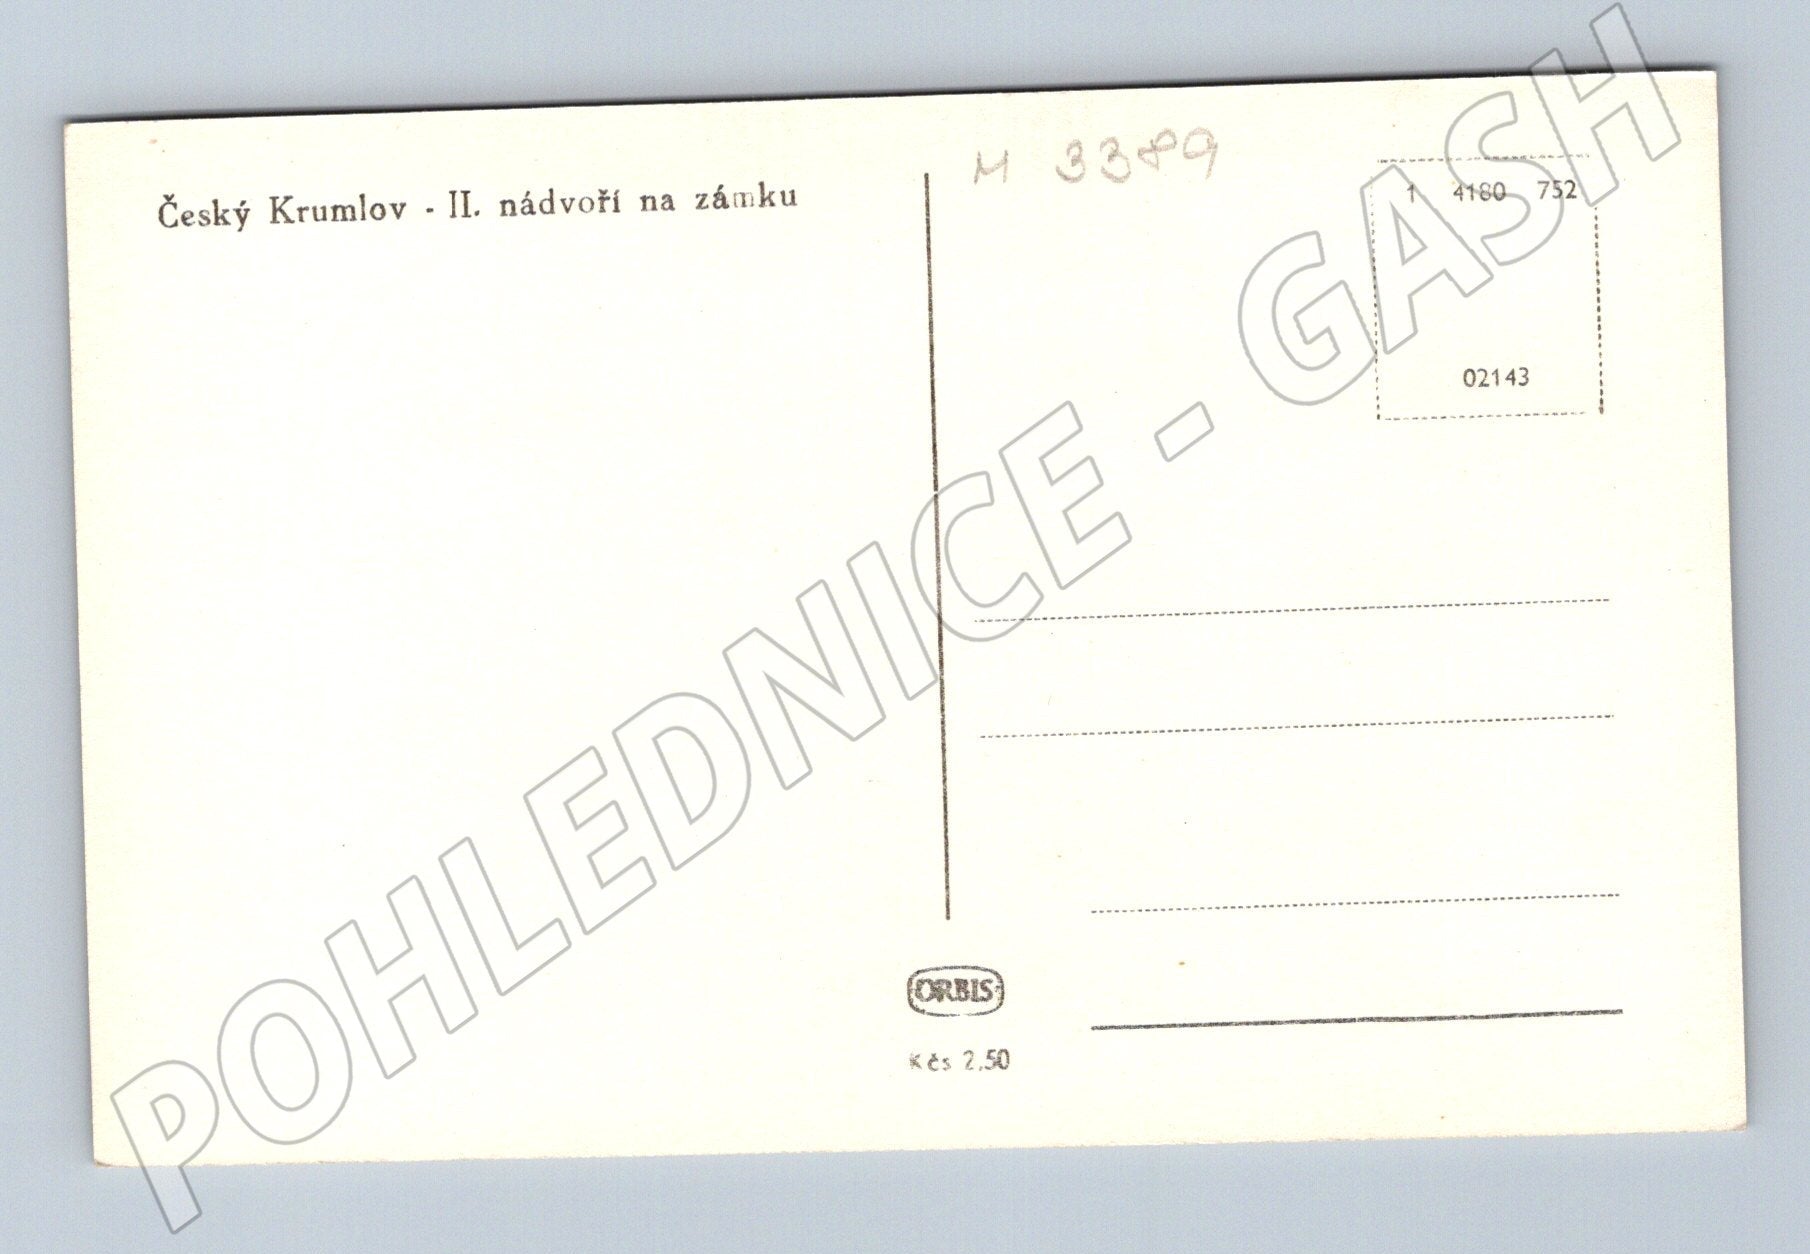 Český Krumlov - II. nádvoří na zámku
M 3389
1 4180 752
02143
ORBIS
Kčs 2,50
POHLEDNICE - GASH